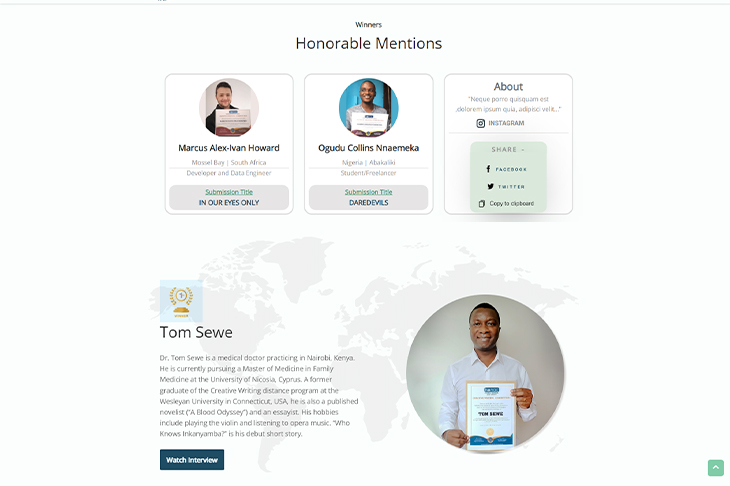 Winners
Honorable Mentions
Marcus Alex-Ivan Howard
Mossel Bay | South Africa
Developer and Data Engineer
Submission Title
IN OUR EYES ONLY
Ogudu Collins Nnaemeka
Nigeria | Abakaliki
Student/Freelancer
Submission Title
DAREDEVILS
About
"Neque porro quisquam est
,dolorem ipsum quia, adipisci velit..."
INSTAGRAM
SHARE –
FACEBOOK
TWITTER
Copy to clipboard
Tom Sewe
Dr. Tom Sewe is a medical doctor practicing in Nairobi, Kenya.
He is currently pursuing a Master of Medicine in Family
Medicine at the University of Nicosia, Cyprus. A former
graduate of the Creative Writing distance program at the
Wesleyan University in Connecticut, USA, he is also a published
novelist ("A Blood Odyssey") and an essayist. His hobbies
include playing the violin and listening to opera music. "Who
Knows Inkanyamba?" is his debut short story.
Watch Interview
TOM SEWE